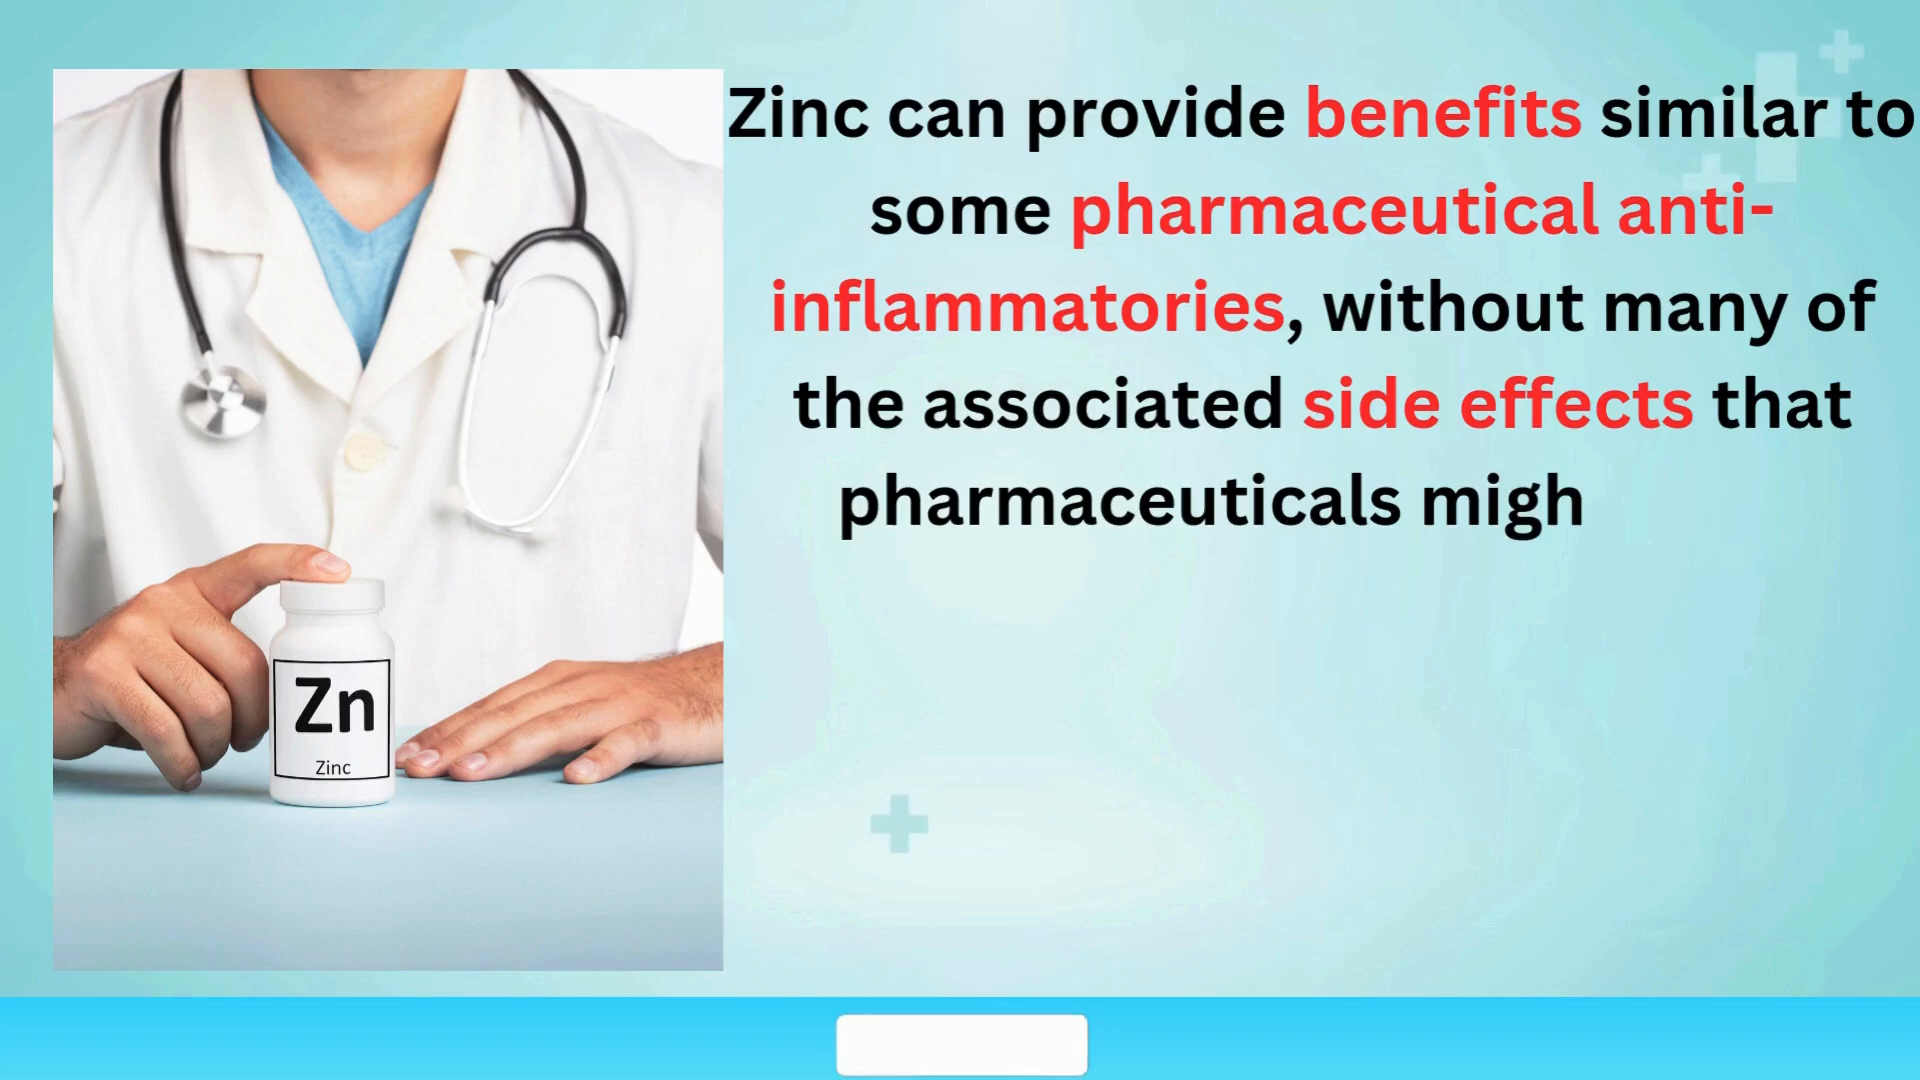 Zinc can provide benefits similar to
some pharmaceutical anti-
inflammatories, without many of
the associated side effects that
pharmaceuticals migh
Zn
Zinc